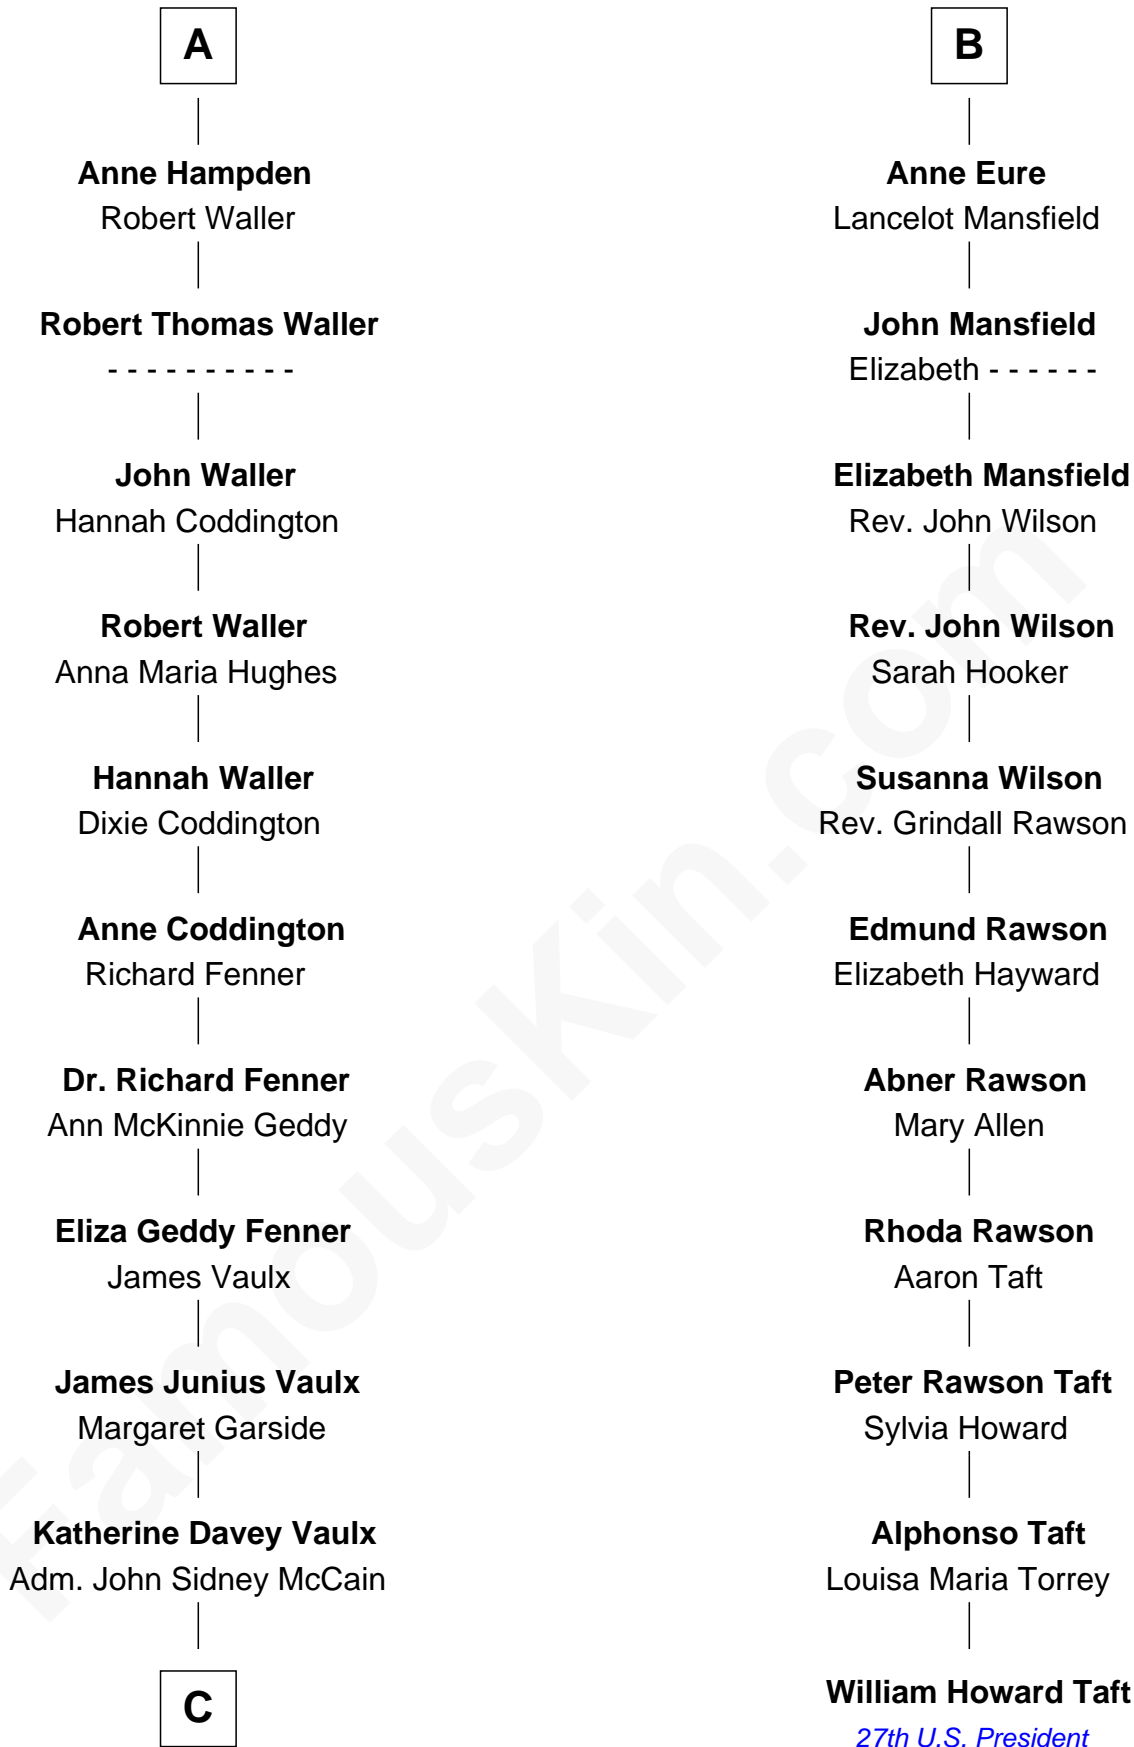 A
Anne Hampden
Robert Waller
Robert Thomas Waller
- - - - - - - - - -
John Waller
Hannah Coddington
Robert Waller
Anna Maria Hughes
Hannah Waller
Dixie Coddington
Anne Coddington
Richard Fenner
Dr. Richard Fenner
Ann McKinnie Geddy
Eliza Geddy Fenner
James Vaulx
James Junius Vaulx
Margaret Garside
Katherine Davey Vaulx
Adm. John Sidney McCain
C
B
Anne Eure
Lancelot Mansfield
John Mansfield
Elizabeth - - - - - -
Elizabeth Mansfield
Rev. John Wilson
Rev. John Wilson
Sarah Hooker
Susanna Wilson
Rev. Grindall Rawson
Edmund Rawson
Elizabeth Hayward
Abner Rawson
Mary Allen
Rhoda Rawson
Aaron Taft
Peter Rawson Taft
Sylvia Howard
Alphonso Taft
Louisa Maria Torrey
William Howard Taft
27th U.S. President
FamousKin.com